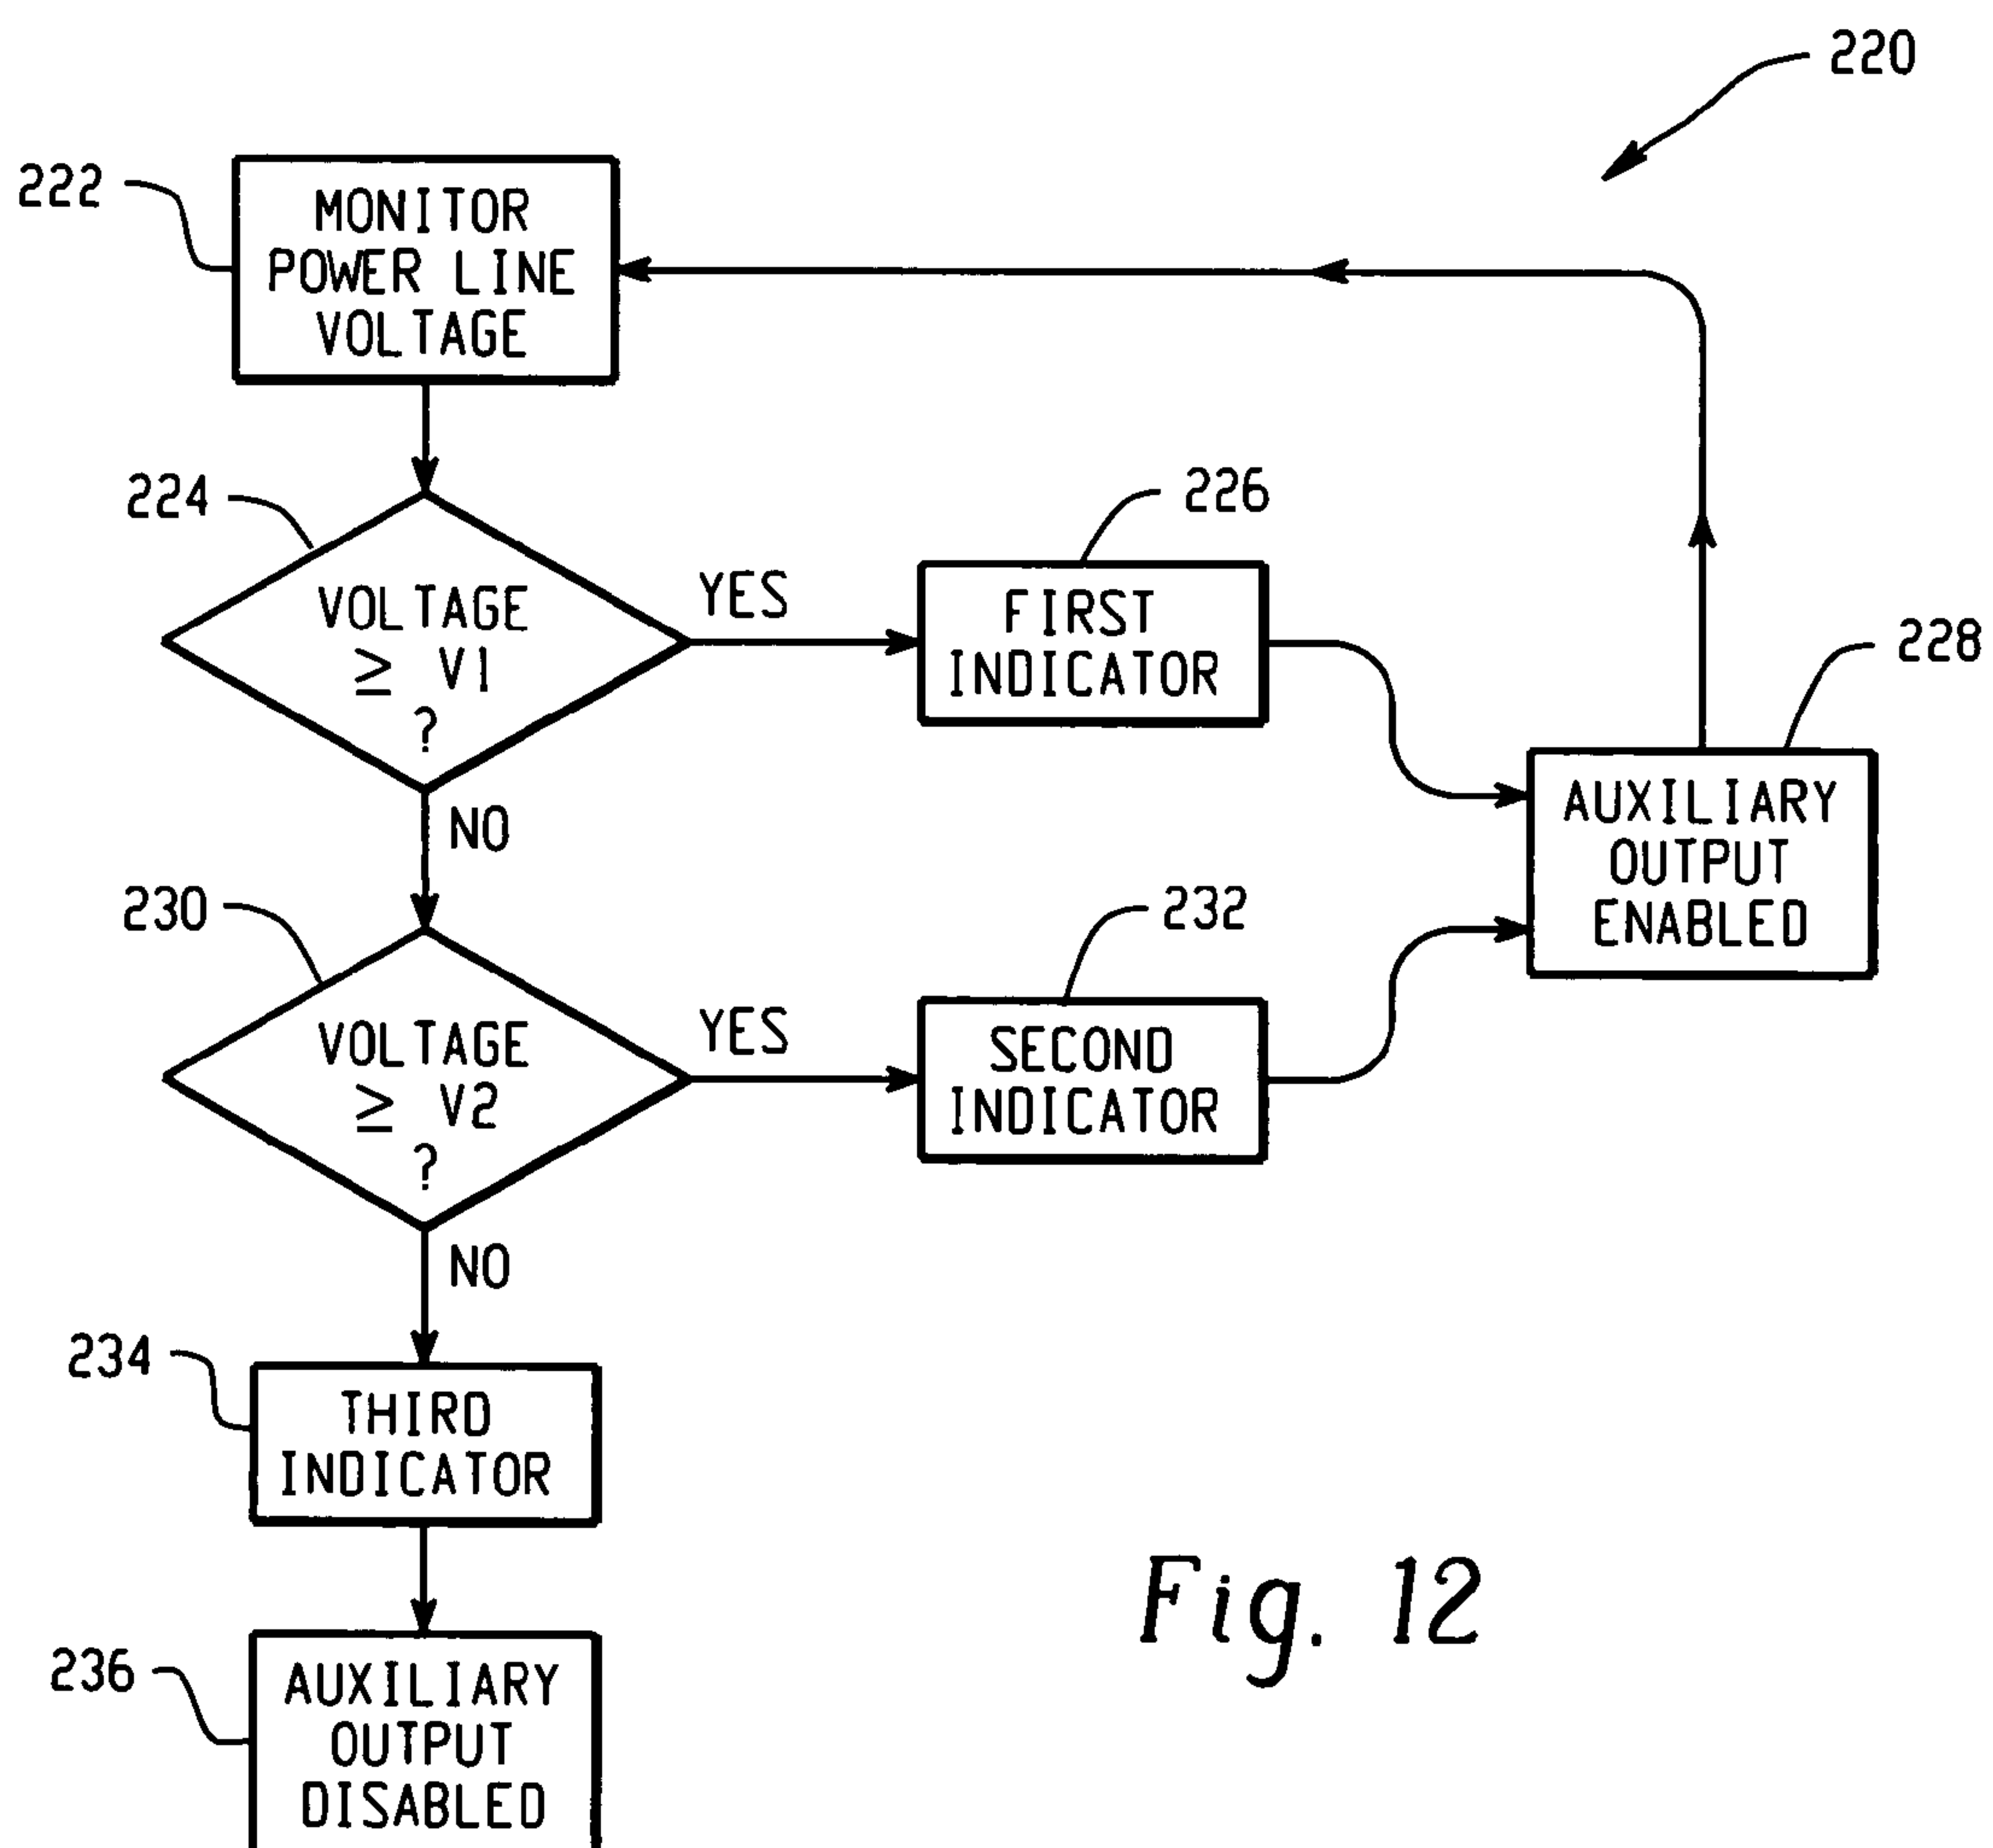 220
222
MONITOR
POWER LINE
VOLTAGE
224
VOLTAGE
≥ V1
?
YES
NO
226
FIRST
INDICATOR
228
AUXILIARY
OUTPUT
ENABLED
230
VOLTAGE
≥ V2
?
YES
NO
232
SECOND
INDICATOR
234
THIRD
INDICATOR
236
AUXILIARY
OUTPUT
DISABLED
Fig. 12